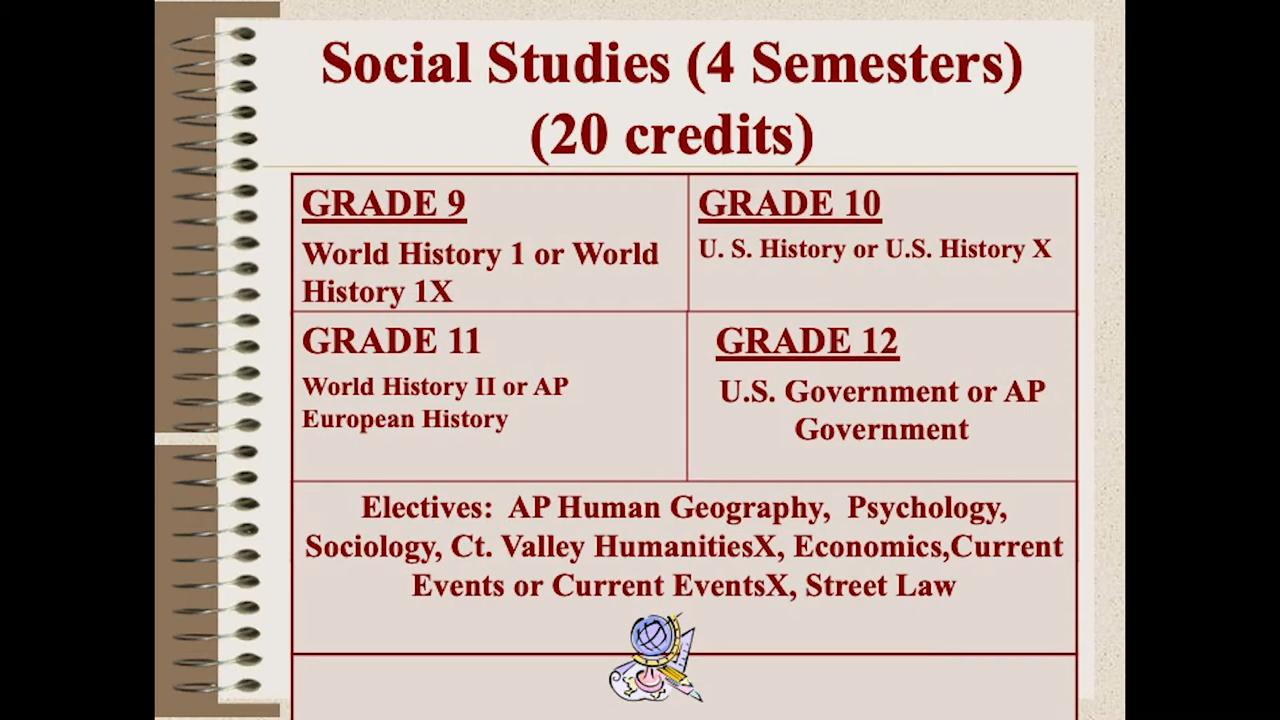 Social Studies (4 Semesters)
(20 credits)
GRADE 9
World History 1 or World
History 1X
GRADE 10
U. S. History or U.S. History X
GRADE 11
World History II or AP
European History
GRADE 12
U.S. Government or AP
Government
Electives:  AP Human Geography,  Psychology,
Sociology, Ct. Valley HumanitiesX, Economics,Current
Events or Current EventsX, Street Law